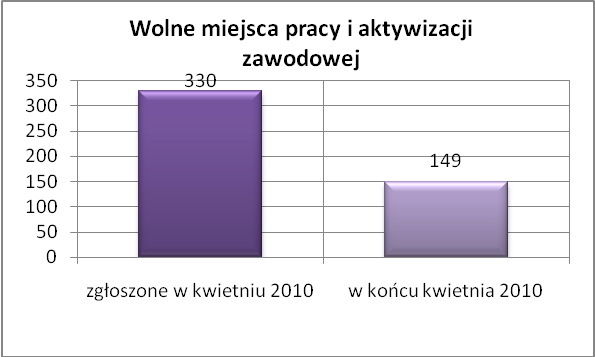 Wolne miejsca pracy i aktywizacji
zawodowej
350
300
250
200
150
100
50
0
330
149
zgłoszone w kwietniu 2010
w końcu kwietnia 2010